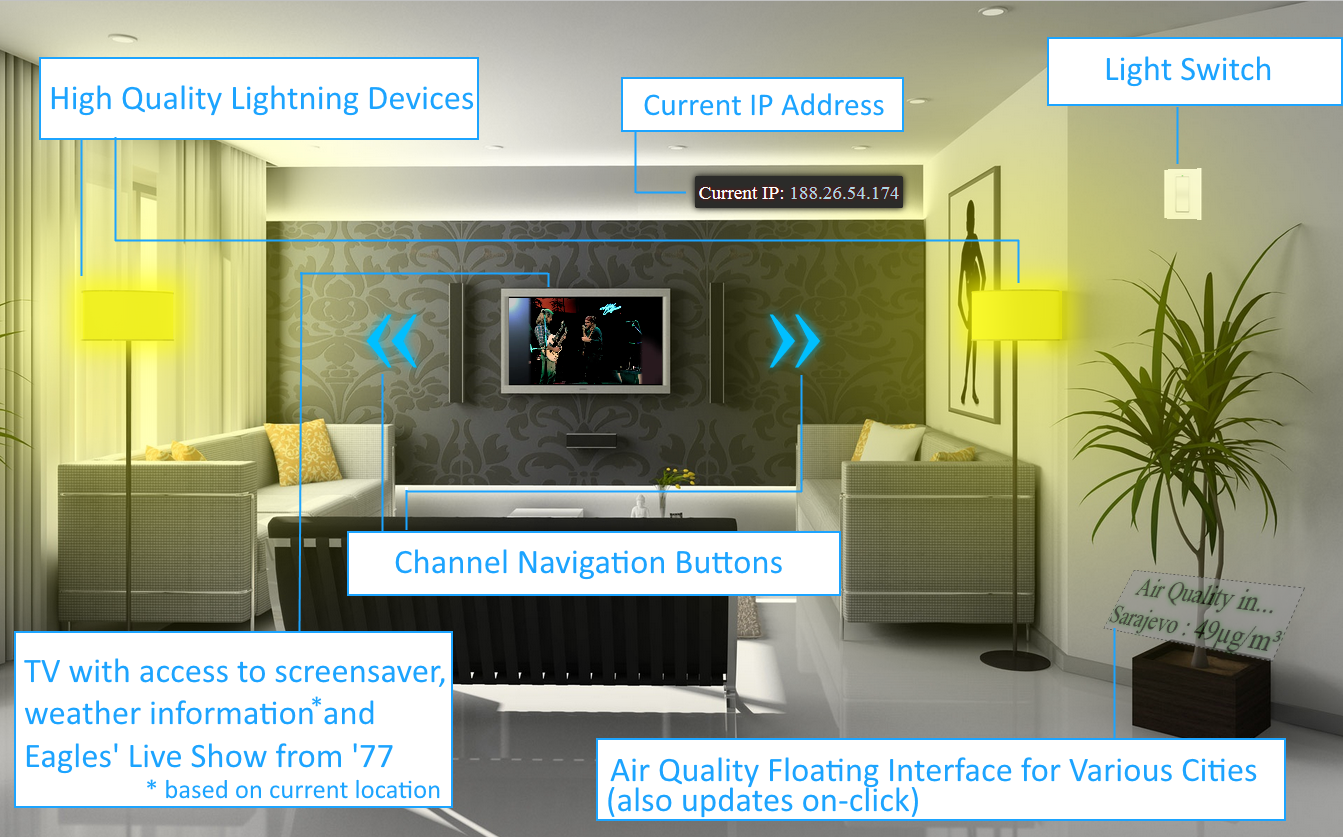 High Quality Lightning Devices
Current IP Address
Light Switch
Current IP: 188.26.54.174
Channel Navigation Buttons
Air Quality in...
Sarajevo : 49µg/m³
TV with access to screensaver,
weather information*and
Eagles' Live Show from '77
* based on current location
Air Quality Floating Interface for Various Cities
(also updates on-click)